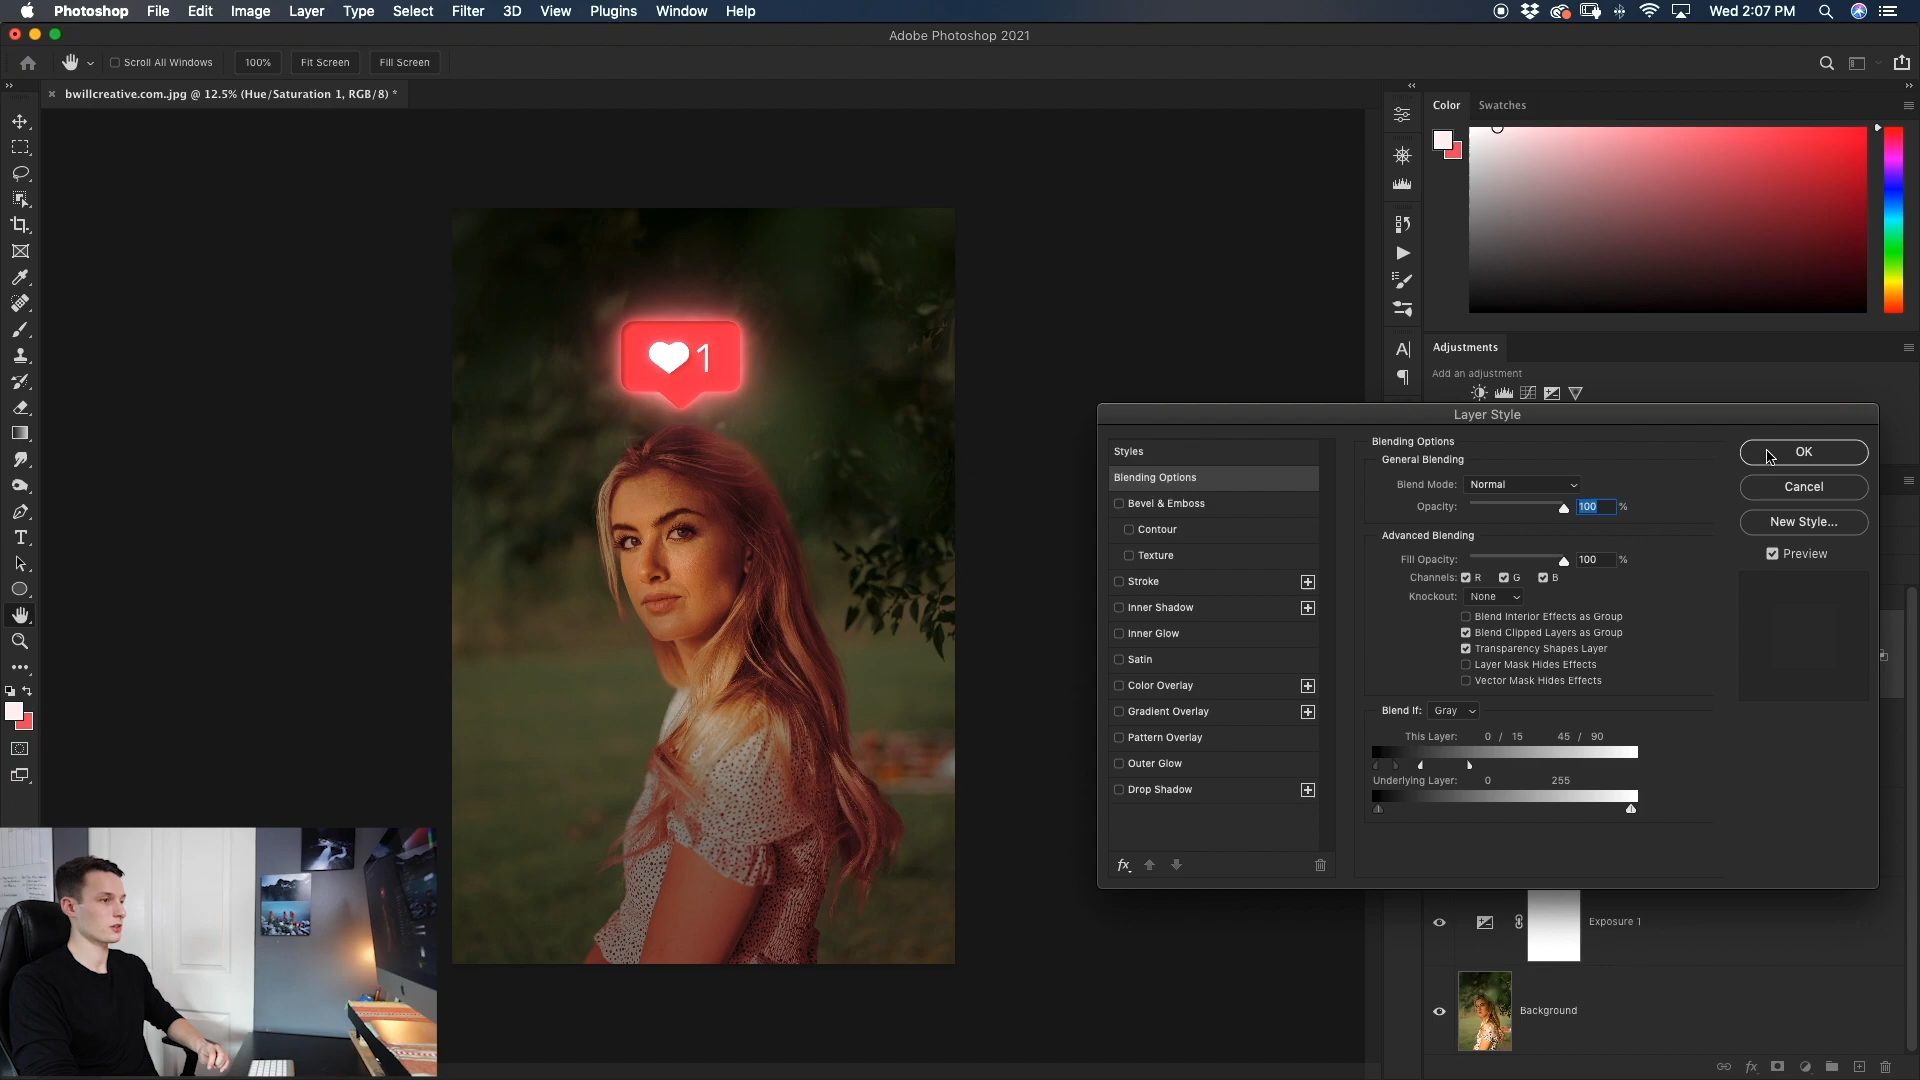 Photoshop File Edit Image Layer Type Select Filter 3D View Plugins Window Help Wed 2:07 PM
Adobe Photoshop 2021
Scroll All Windows 100% Fit Screen Fill Screen
bwillcreative.com..jpg @ 12.5% (Hue/Saturation 1, RGB/8) *
Color Swatches
Adjustments
Add an adjustment
1
Layer Style
Styles
Blending Options
Bevel & Emboss
Contour
Texture
Stroke
Inner Shadow
Inner Glow
Satin
Color Overlay
Gradient Overlay
Pattern Overlay
Outer Glow
Drop Shadow
fx
Blending Options
General Blending
Blend Mode: Normal
Opacity: 100 %
Advanced Blending
Fill Opacity: 100 %
Channels: R G B
Knockout: None
Blend Interior Effects as Group
Blend Clipped Layers as Group
Transparency Shapes Layer
Layer Mask Hides Effects
Vector Mask Hides Effects
Blend If: Gray
This Layer: 0 / 15 45 / 90
Underlying Layer: 0 255
OK
Cancel
New Style...
Preview
Exposure 1
Background
fx